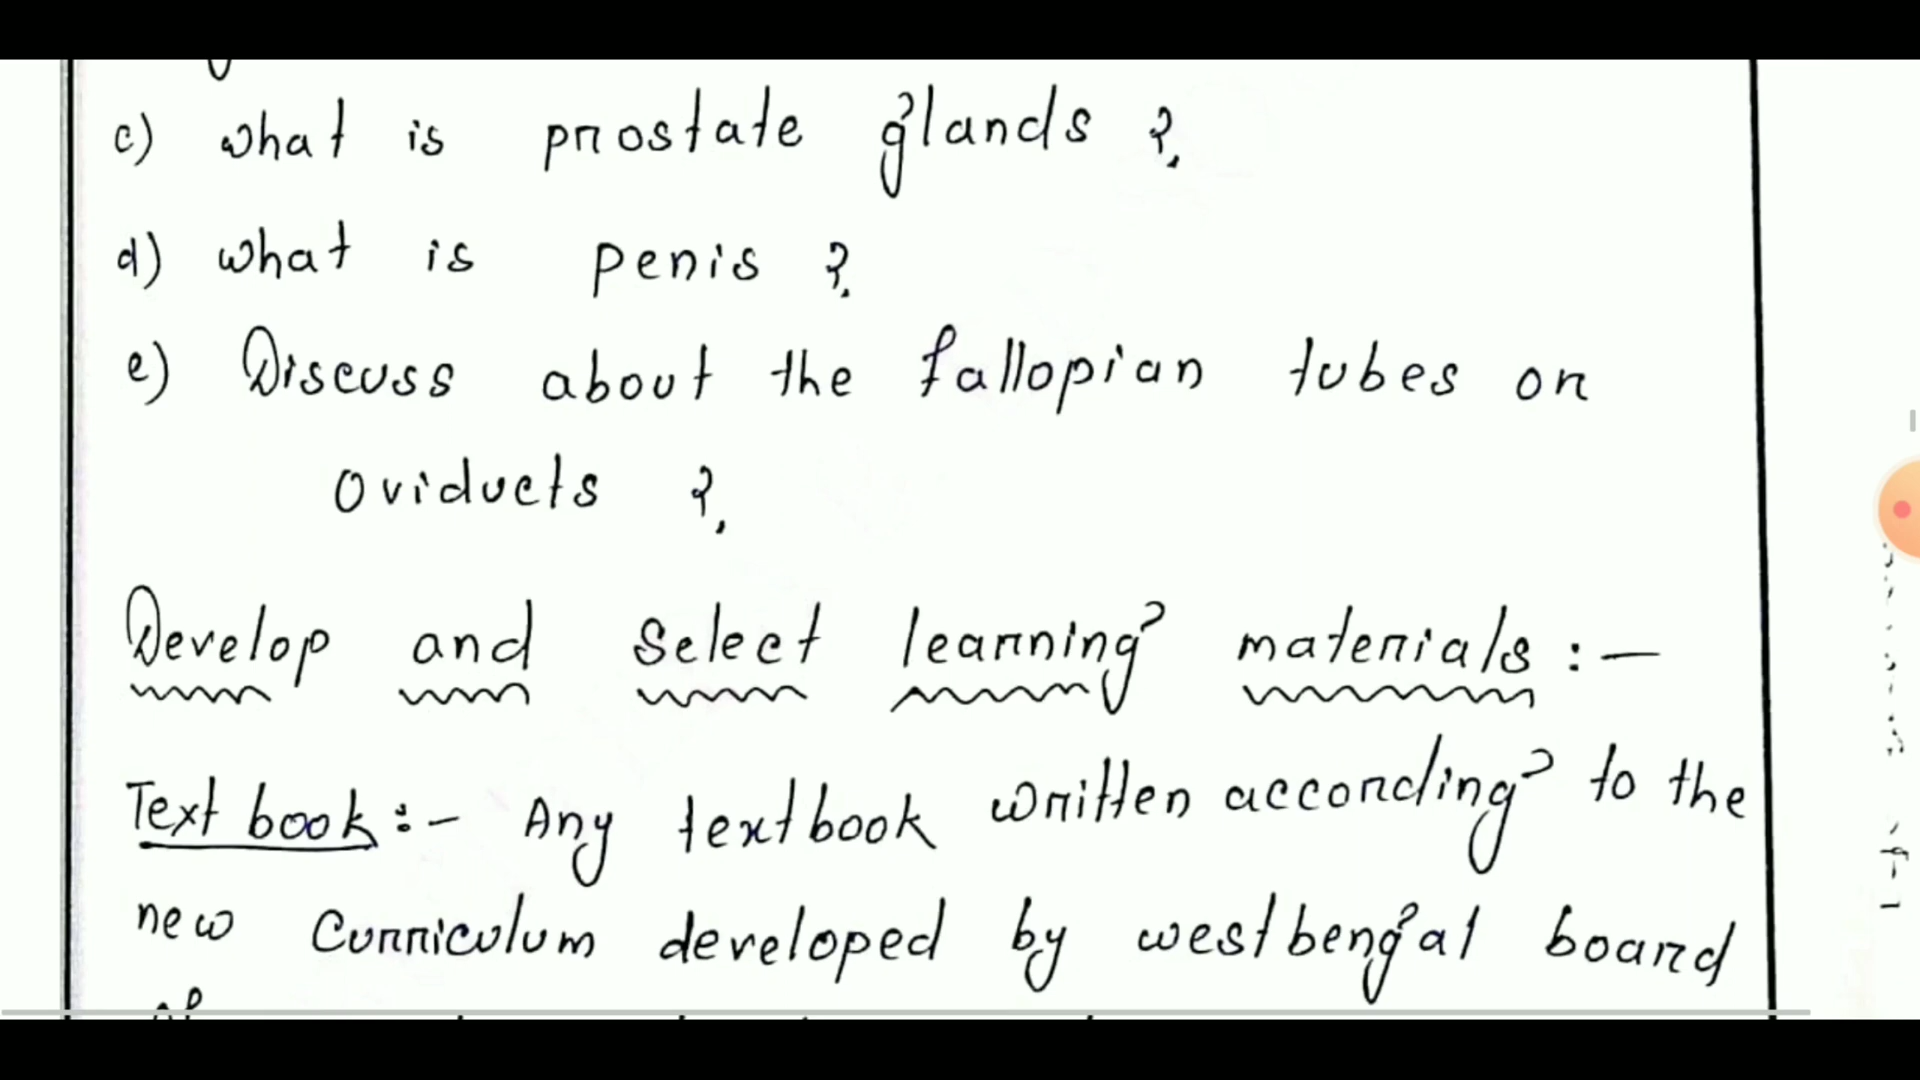 c) what is prostate glands ?
d) what is penis ?
e) Discuss about the fallopian tubes or
oviducts ?
Develop and Select learning materials :-
Text book :- Any textbook written according to the
new Curriculum developed by westbengal board
of